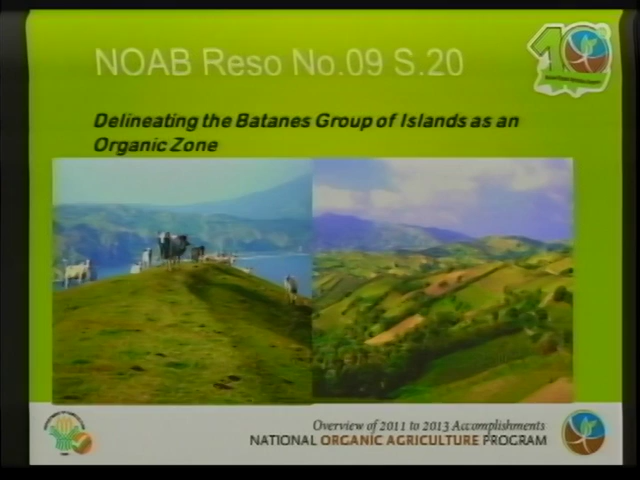 NOAB Reso No.09 S.20
10
Delineating the Batanes Group of Islands as an
Organic Zone
Overview of 2011 to 2013 Accomplishments
NATIONAL ORGANIC AGRICULTURE PROGRAM